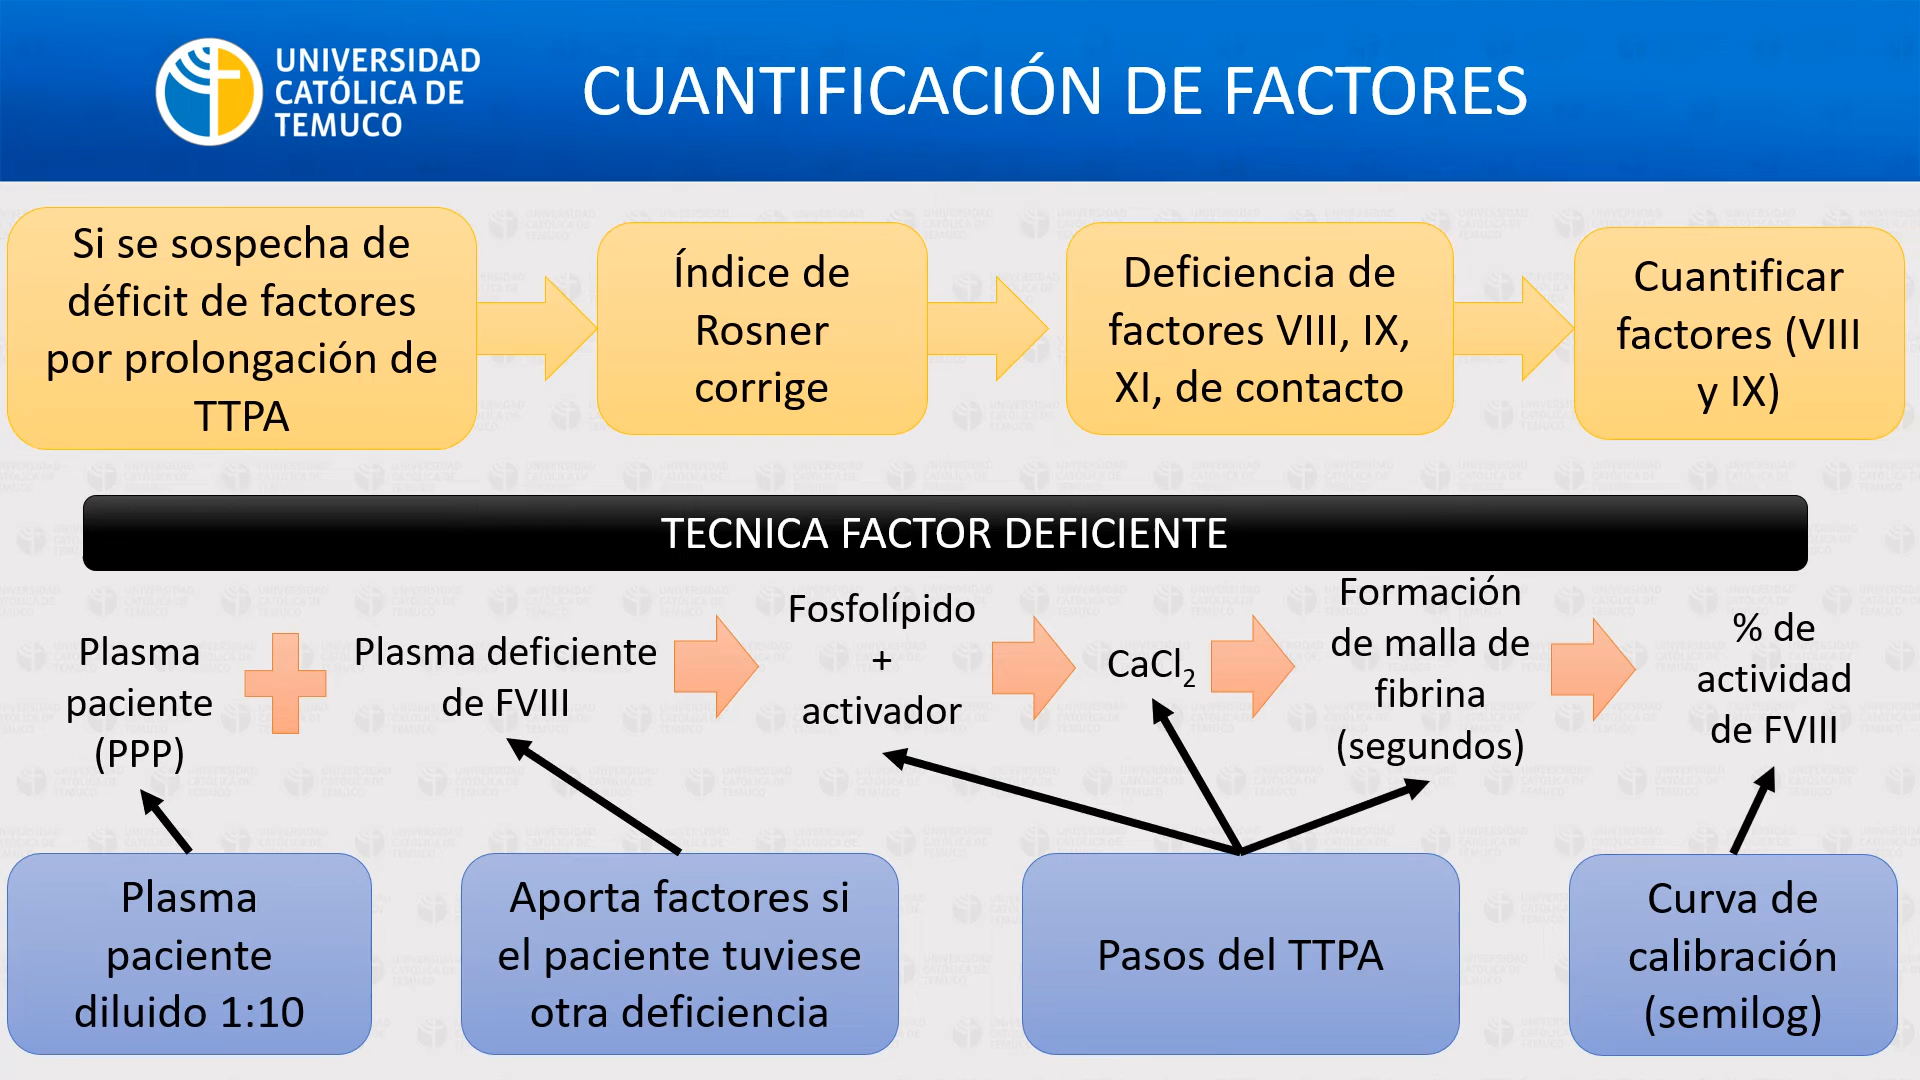 UNIVERSIDAD
CATÓLICA DE
TEMUCO
CUANTIFICACIÓN DE FACTORES
Si se sospecha de
déficit de factores
por prolongación de
TTPA
Índice de
Rosner
corrige
Deficiencia de
factores VIII, IX,
XI, de contacto
Cuantificar
factores (VIII
y IX)
TECNICA FACTOR DEFICIENTE
Plasma
paciente
(PPP)
Plasma deficiente
de FVIII
Fosfolípido
+
activador
CaCl₂
Formación
de malla de
fibrina
(segundos)
% de
actividad
de FVIII
Plasma
paciente
diluido 1:10
Aporta factores si
el paciente tuviese
otra deficiencia
Pasos del TTPA
Curva de
calibración
(semilog)